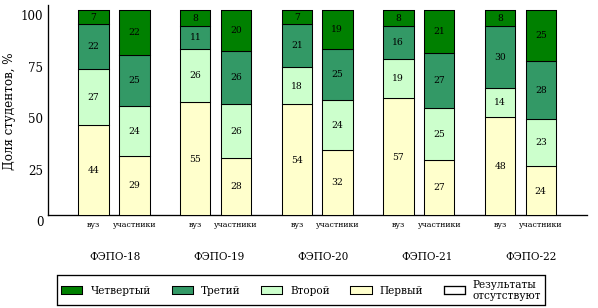 Доля студентов, %
100
75
50
25
0
7 22 8 20 7 19 8 21 8 25
22 25 11 26 21 25 16 27 30 28
27 24 26 26 18 24 19 25 14 23
44 29 55 28 54 32 57 27 48 24
вуз участники вуз участники вуз участники вуз участники вуз участники
ФЭПО-18 ФЭПО-19 ФЭПО-20 ФЭПО-21 ФЭПО-22
Четвертый Третий Второй Первый Результаты
отсутствуют